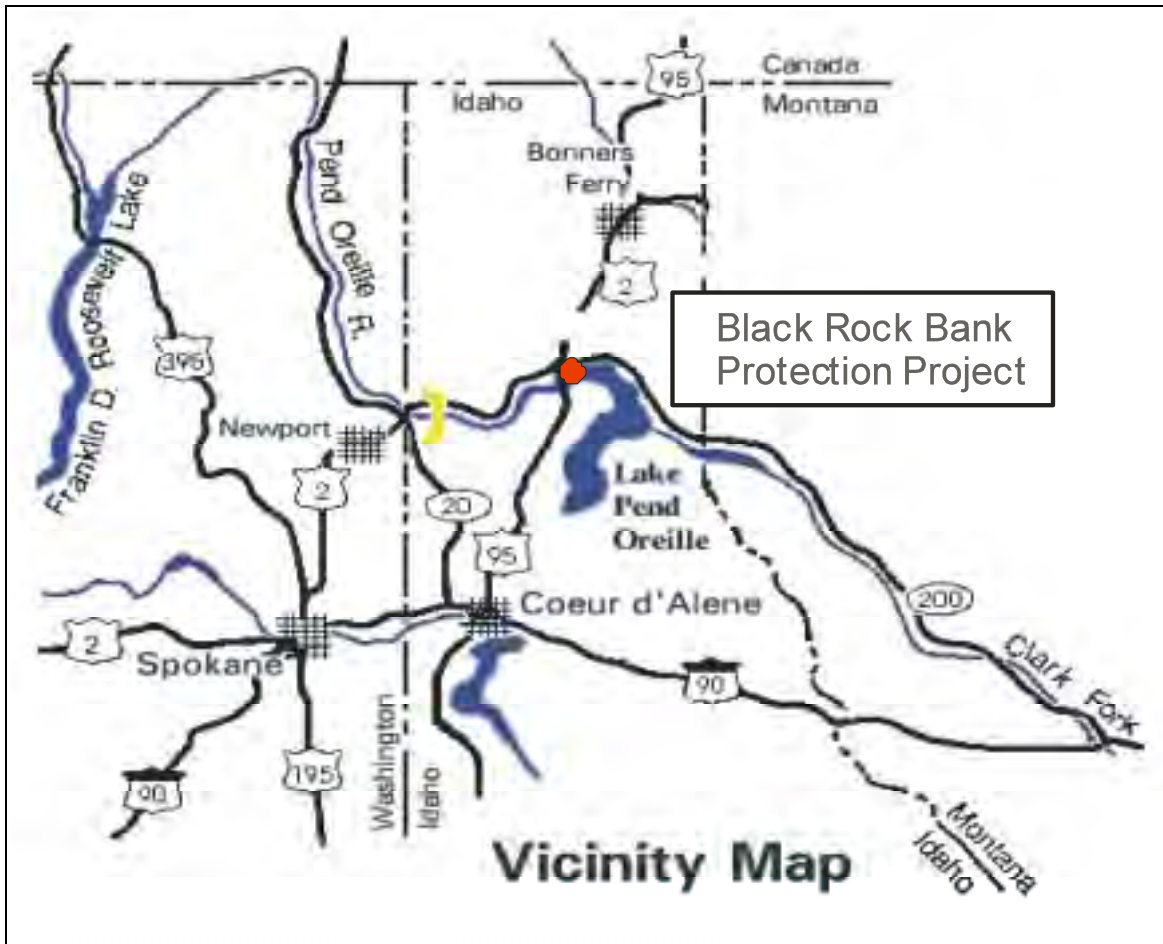 95
Canada
Idaho
Montana
Bonners
Ferry
Pend Oreille R.
Franklin D. Roosevelt Lake
2
395
Black Rock Bank
Protection Project
Newport
2
20
95
Lake
Pend
Oreille
Coeur d'Alene
200
2
Spokane
90
Clark Fork
195
90
Washington
Idaho
Montana
Idaho
Vicinity Map